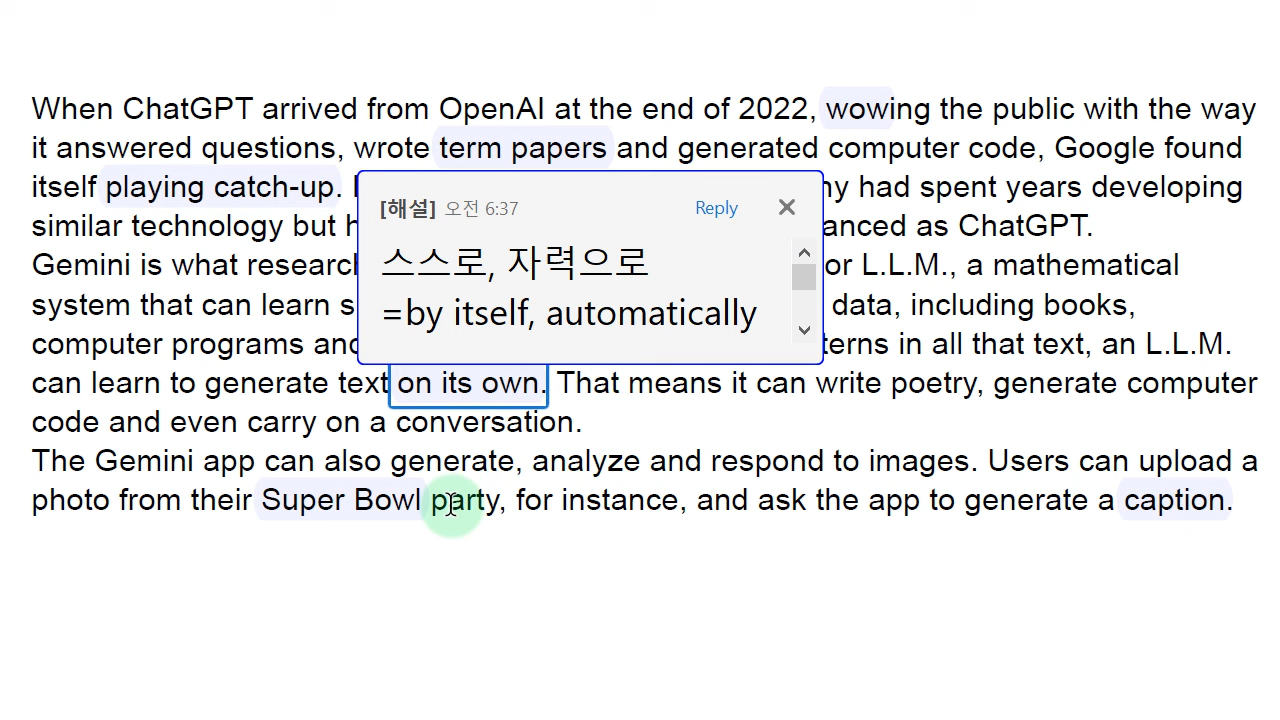 When ChatGPT arrived from OpenAI at the end of 2022, wowing the public with the way
it answered questions, wrote term papers and generated computer code, Google found
itself playing catch-up. had spent years developing
similar technology but as ChatGPT.
Gemini is what or L.L.M., a mathematical
system that can learn data, including books,
computer programs in all that text, an L.L.M.
can learn to generate text on its own. That means it can write poetry, generate computer
code and even carry on a conversation.
The Gemini app can also generate, analyze and respond to images. Users can upload a
photo from their Super Bowl party, for instance, and ask the app to generate a caption.
[해설] 오전 6:37 Reply
스스로, 자력으로
=by itself, automatically